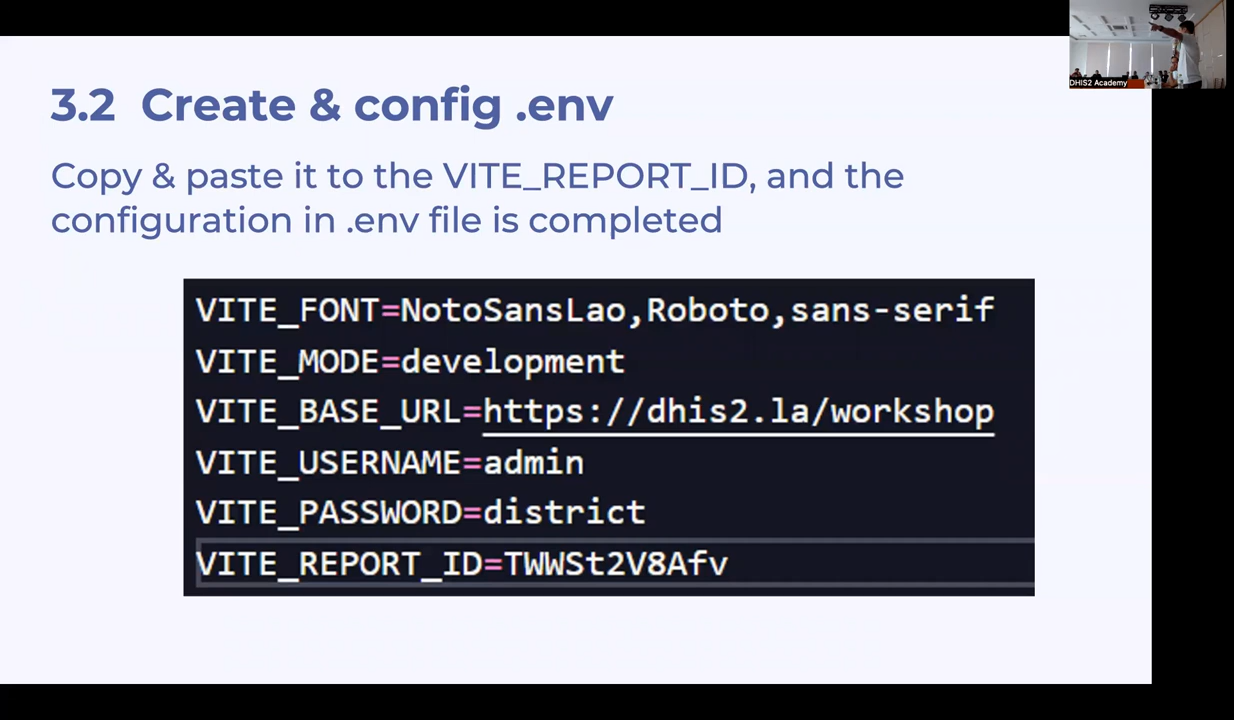 3.2 Create & config .env
Copy & paste it to the VITE_REPORT_ID, and the
configuration in .env file is completed
VITE_FONT=NotoSansLao,Roboto,sans-serif
VITE_MODE=development
VITE_BASE_URL=https://dhis2.la/workshop
VITE_USERNAME=admin
VITE_PASSWORD=district
VITE_REPORT_ID=TWWSt2V8Afv
DHIS2 Academy